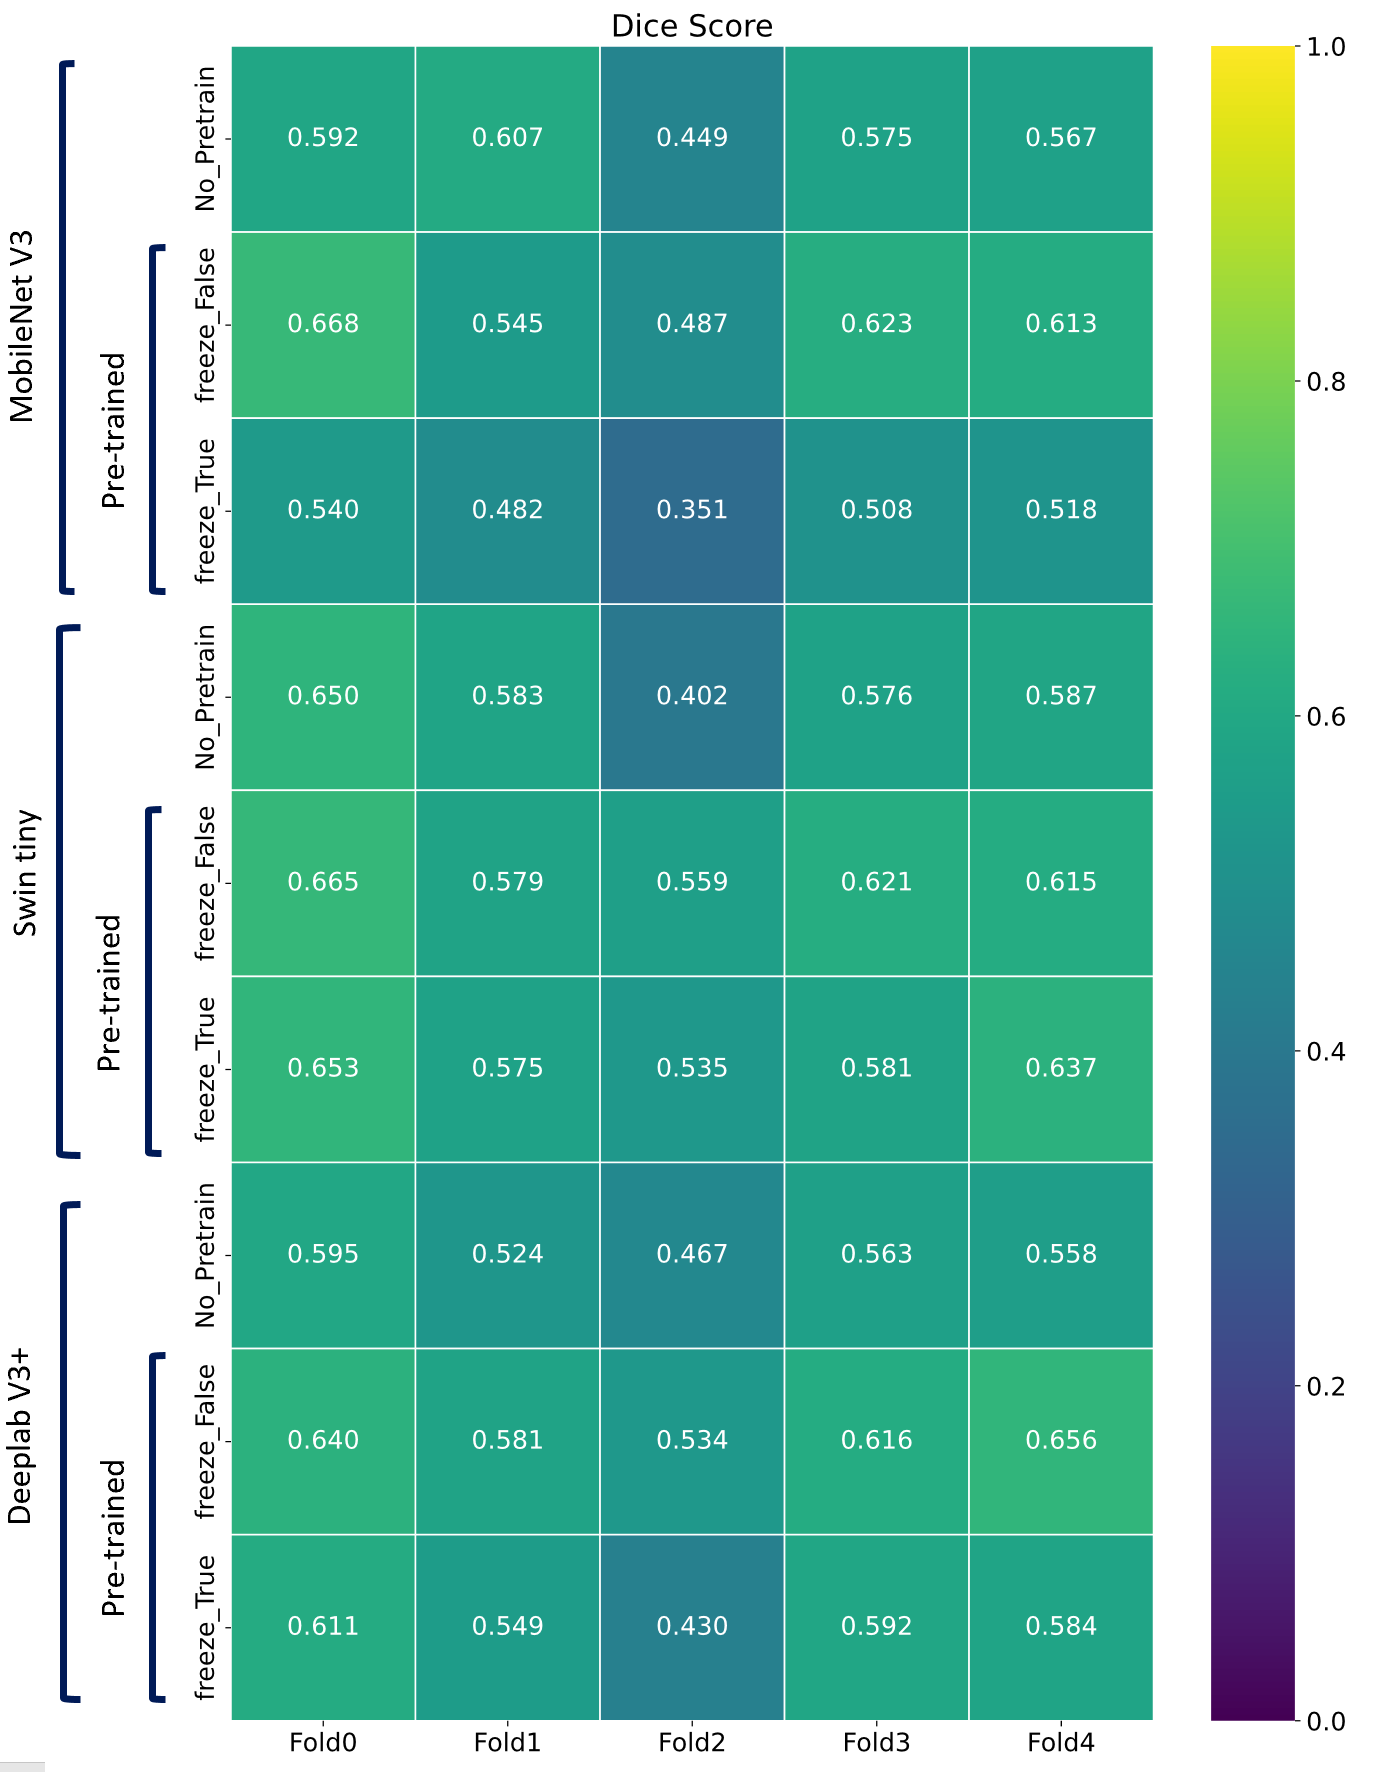 Dice Score
MobileNet V3
Pre-trained
No_Pretrain
0.592 0.607 0.449 0.575 0.567
freeze_False
0.668 0.545 0.487 0.623 0.613
freeze_True
0.540 0.482 0.351 0.508 0.518
Swin tiny
Pre-trained
No_Pretrain
0.650 0.583 0.402 0.576 0.587
freeze_False
0.665 0.579 0.559 0.621 0.615
freeze_True
0.653 0.575 0.535 0.581 0.637
Deeplab V3+
Pre-trained
No_Pretrain
0.595 0.524 0.467 0.563 0.558
freeze_False
0.640 0.581 0.534 0.616 0.656
freeze_True
0.611 0.549 0.430 0.592 0.584
Fold0 Fold1 Fold2 Fold3 Fold4
1.0
0.8
0.6
0.4
0.2
0.0